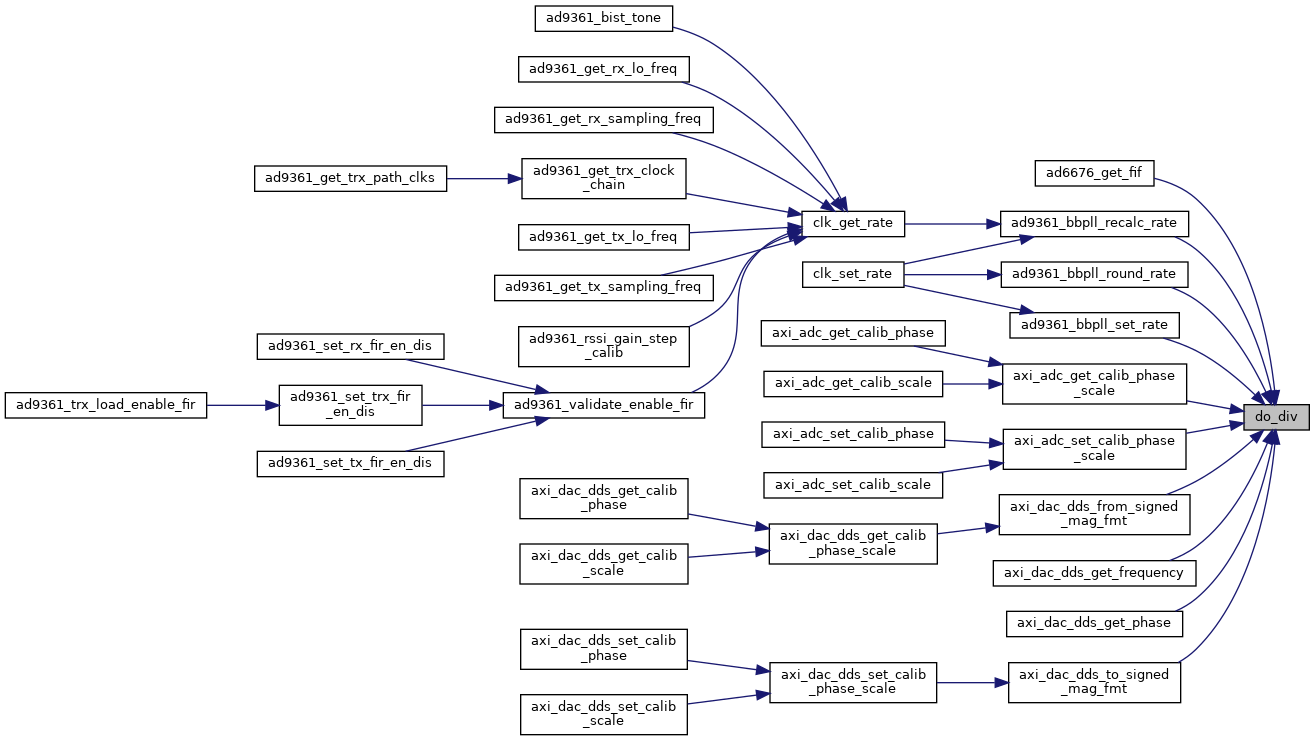 ad9361_bist_tone
ad9361_get_rx_lo_freq
ad9361_get_rx_sampling_freq
ad9361_get_trx_path_clks
ad9361_get_trx_clock
_chain
ad9361_get_tx_lo_freq
ad9361_get_tx_sampling_freq
ad9361_rssi_gain_step
_calib
ad9361_set_rx_fir_en_dis
ad9361_trx_load_enable_fir
ad9361_set_trx_fir
_en_dis
ad9361_validate_enable_fir
ad9361_set_tx_fir_en_dis
clk_get_rate
clk_set_rate
ad6676_get_fif
ad9361_bbpll_recalc_rate
ad9361_bbpll_round_rate
ad9361_bbpll_set_rate
axi_adc_get_calib_phase
axi_adc_get_calib_scale
axi_adc_get_calib_phase
_scale
do_div
axi_adc_set_calib_phase
axi_adc_set_calib_scale
axi_adc_set_calib_phase
_scale
axi_dac_dds_get_calib
_phase
axi_dac_dds_get_calib
_scale
axi_dac_dds_get_calib
_phase_scale
axi_dac_dds_from_signed
_mag_fmt
axi_dac_dds_get_frequency
axi_dac_dds_get_phase
axi_dac_dds_set_calib
_phase
axi_dac_dds_set_calib
_scale
axi_dac_dds_set_calib
_phase_scale
axi_dac_dds_to_signed
_mag_fmt